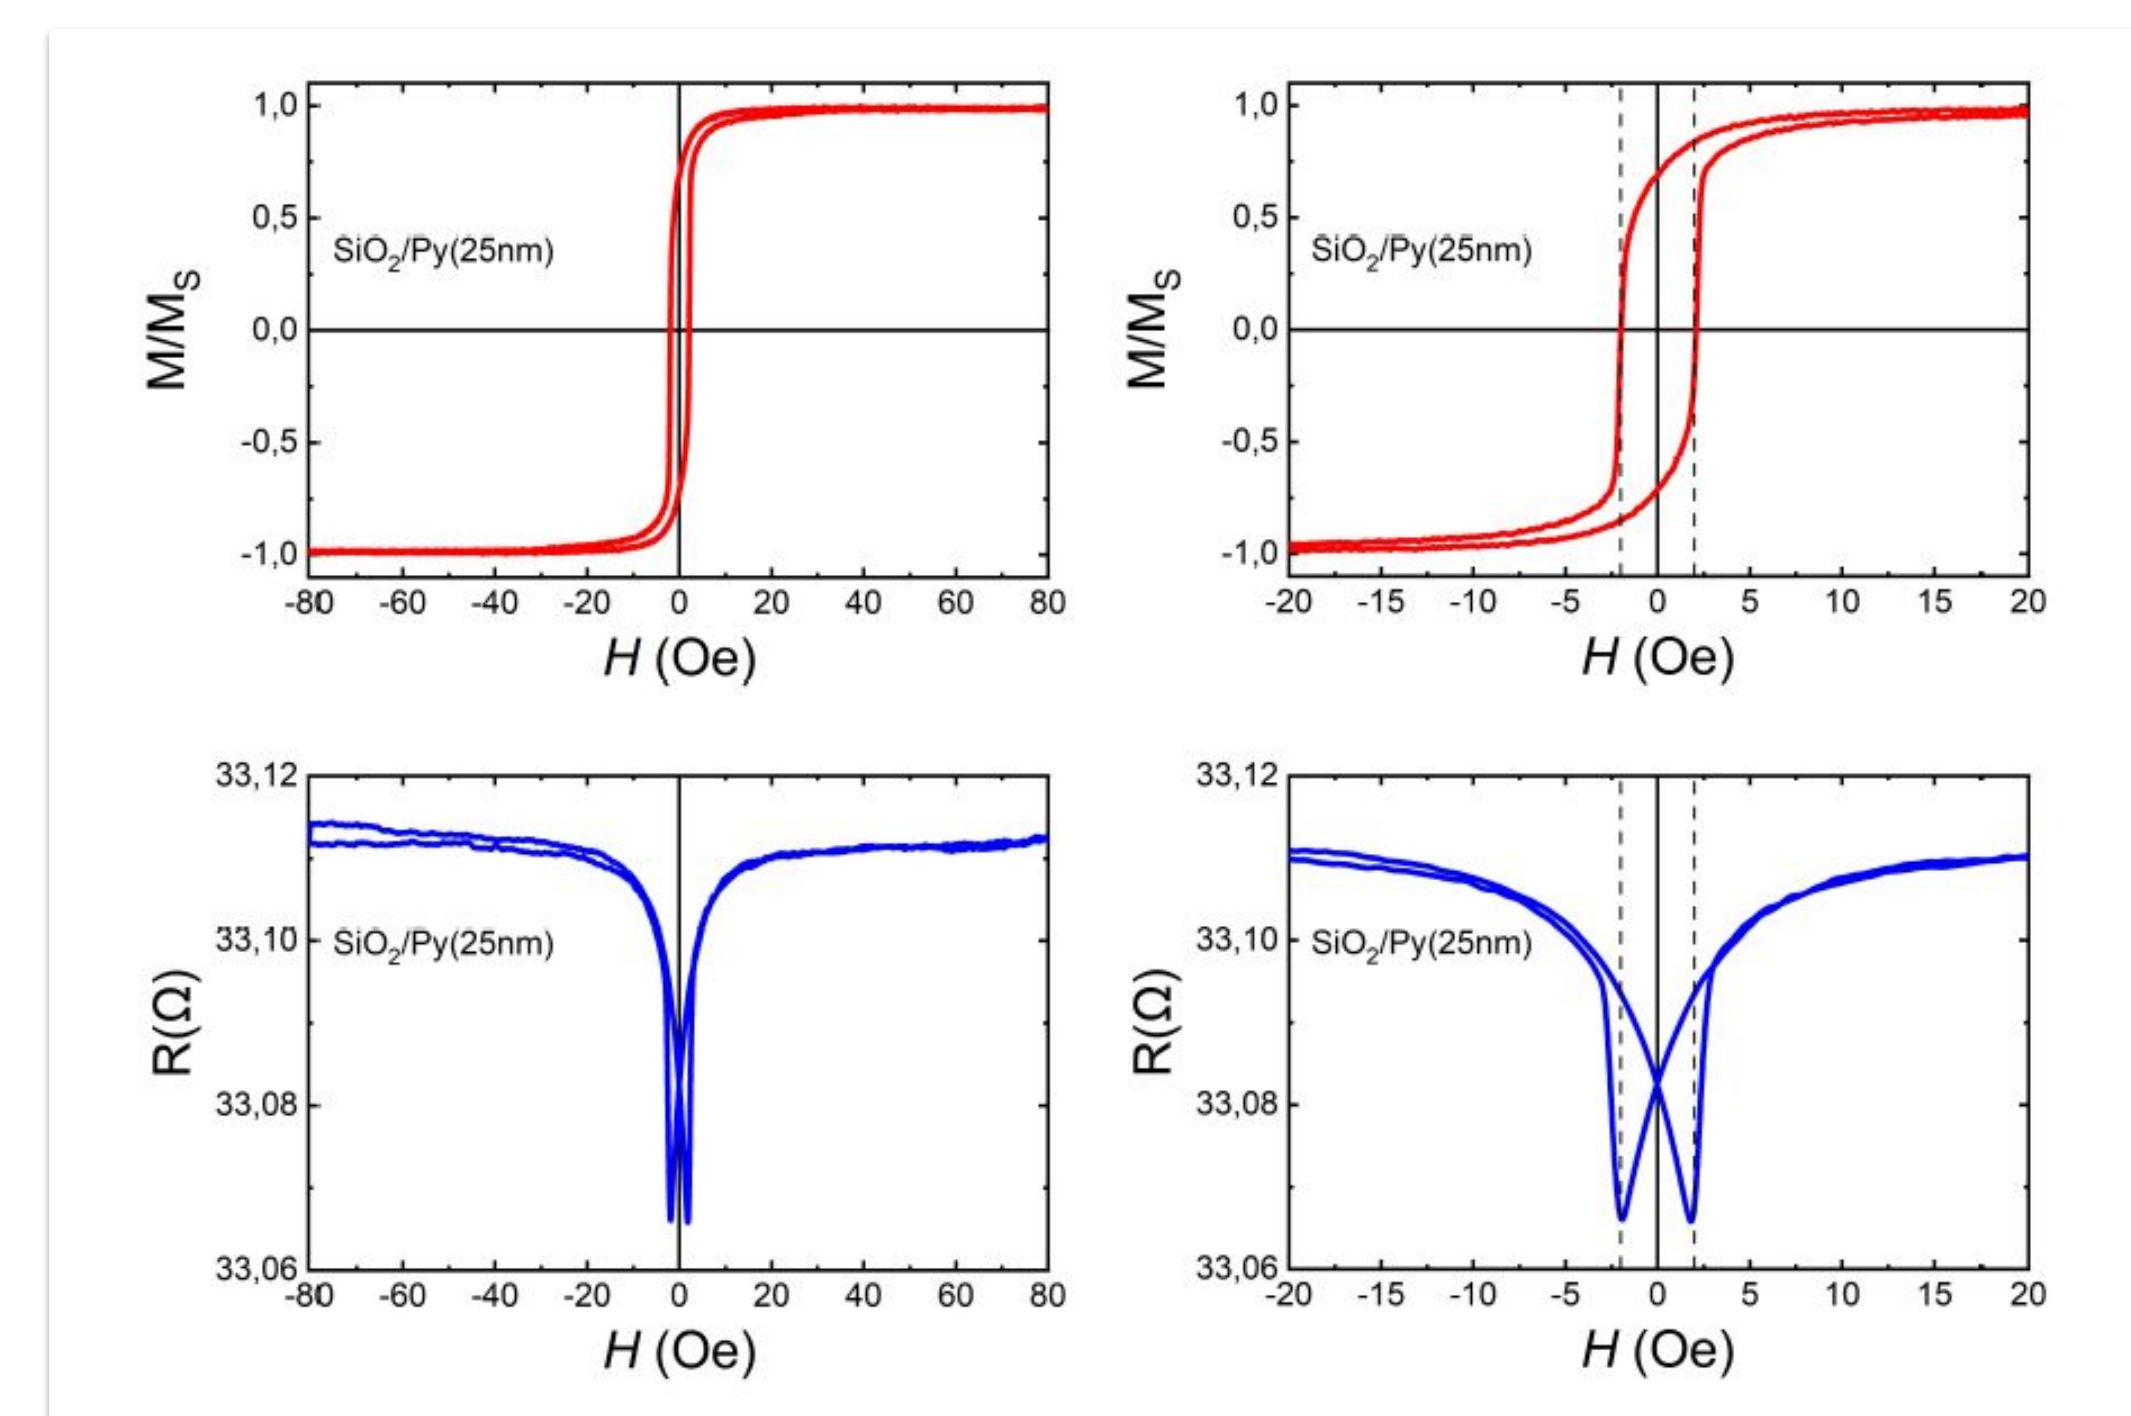 1,0
0,5
0,0
-0,5
-1,0
M/MS
SiO2/Py(25nm)
-80 -60 -40 -20 0 20 40 60 80
H (Oe)
1,0
0,5
0,0
-0,5
-1,0
M/MS
SiO2/Py(25nm)
-20 -15 -10 -5 0 5 10 15 20
H (Oe)
33,12
33,10
33,08
33,06
R(Ω)
SiO2/Py(25nm)
-80 -60 -40 -20 0 20 40 60 80
H (Oe)
33,12
33,10
33,08
33,06
R(Ω)
SiO2/Py(25nm)
-20 -15 -10 -5 0 5 10 15 20
H (Oe)